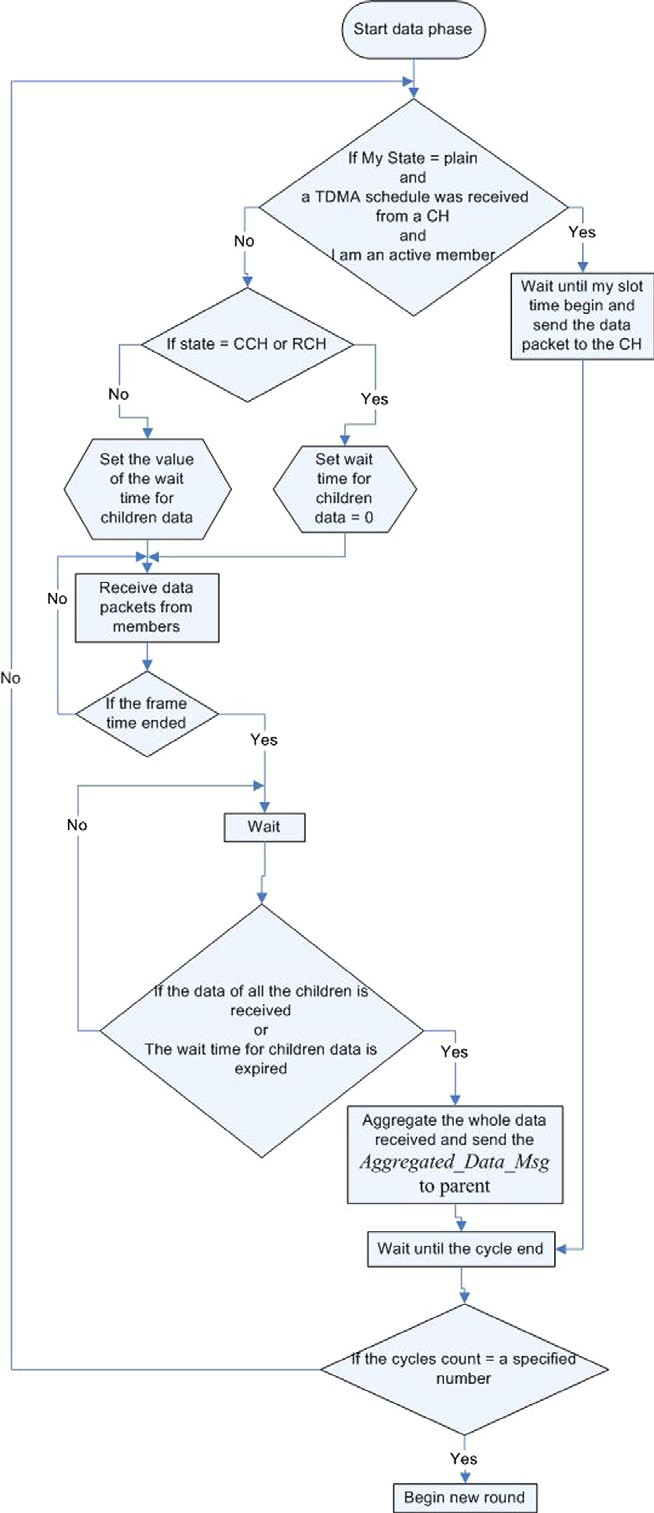 Start data phase
If My State = plain
and
a TDMA schedule was received
from a CH
and
I am an active member
No
Yes
Wait until my slot
time begin and
send the data
packet to the CH
If state = CCH or RCH
No
Yes
Set the value
of the wait
time for
children data
Set wait
time for
children
data = 0
No
Receive data
packets from
members
No
If the frame
time ended
Yes
Wait
No
If the data of all the children is
received
or
The wait time for children data is
expired
Yes
Aggregate the whole data
received and send the
Aggregated_Data_Msg
to parent
Wait until the cycle end
If the cycles count = a specified
number
Yes
Begin new round